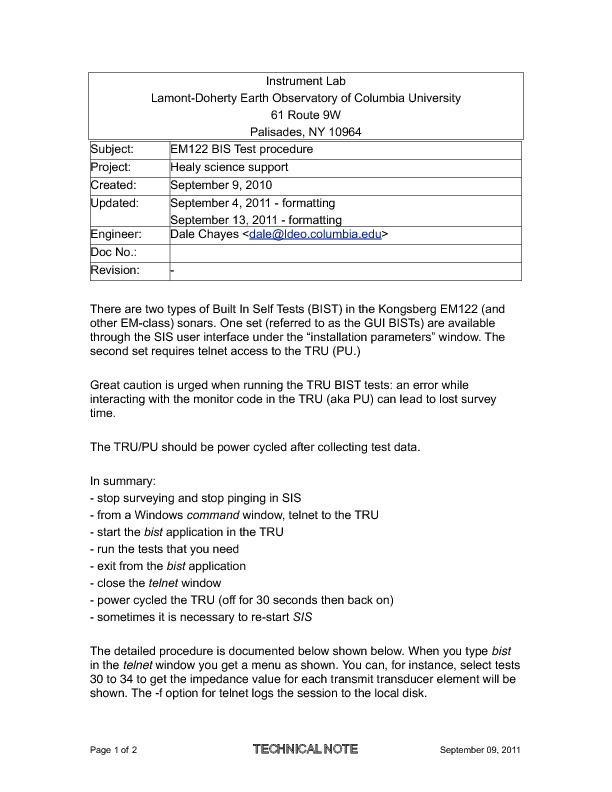 Instrument Lab
Lamont-Doherty Earth Observatory of Columbia University
61 Route 9W
Palisades, NY 10964
Subject: EM122 BIS Test procedure
Project: Healy science support
Created: September 9, 2010
Updated: September 4, 2011 - formatting
September 13, 2011 - formatting
Engineer: Dale Chayes <dale@ldeo.columbia.edu>
Doc No.:
Revision: -
There are two types of Built In Self Tests (BIST) in the Kongsberg EM122 (and
other EM-class) sonars. One set (referred to as the GUI BISTs) are available
through the SIS user interface under the “installation parameters” window. The
second set requires telnet access to the TRU (PU.)
Great caution is urged when running the TRU BIST tests: an error while
interacting with the monitor code in the TRU (aka PU) can lead to lost survey
time.
The TRU/PU should be power cycled after collecting test data.
In summary:
- stop surveying and stop pinging in SIS
- from a Windows command window, telnet to the TRU
- start the bist application in the TRU
- run the tests that you need
- exit from the bist application
- close the telnet window
- power cycled the TRU (off for 30 seconds then back on)
- sometimes it is necessary to re-start SIS
The detailed procedure is documented below shown below. When you type bist
in the telnet window you get a menu as shown. You can, for instance, select tests
30 to 34 to get the impedance value for each transmit transducer element will be
shown. The -f option for telnet logs the session to the local disk.
Page 1 of 2 TECHNICAL NOTE September 09, 2011